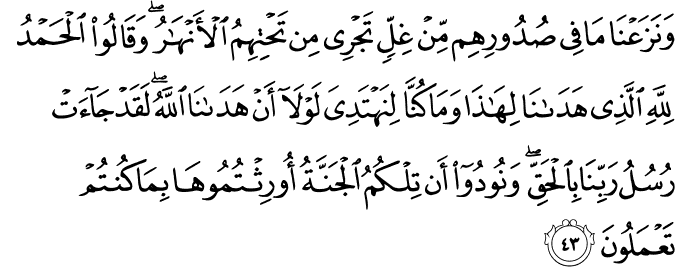 وَنَزَعْنَا مَا فِى صُدُورِهِم مِّنْ غِلٍّ تَجْرِى مِن تَحْتِهِمُ ٱلْأَنْهَـٰرُ ۖ وَقَالُوا۟ ٱلْحَمْدُ
لِلَّهِ ٱلَّذِى هَدَىٰنَا لِهَـٰذَا وَمَا كُنَّا لِنَهْتَدِىَ لَوْلَآ أَنْ هَدَىٰنَا ٱللَّهُ ۖ لَقَدْ جَآءَتْ
رُسُلُ رَبِّنَا بِٱلْحَقِّ ۖ وَنُودُوٓا۟ أَن تِلْكُمُ ٱلْجَنَّةُ أُورِثْتُمُوهَا بِمَا كُنتُمْ
تَعْمَلُونَ ٤٣